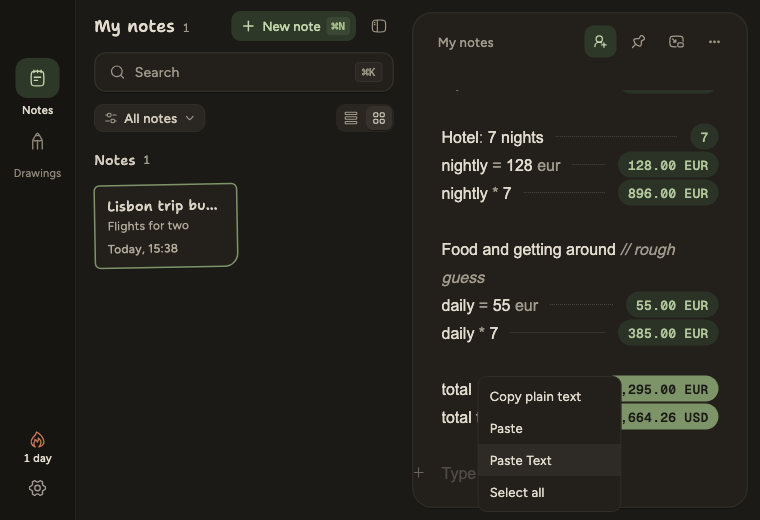 My notes 1
New note ⌘N
Search ⌘K
All notes
Notes
Drawings
Notes 1
Lisbon trip bu...
Flights for two
Today, 15:38
1 day
My notes
Hotel: 7 nights 7
nightly = 128 eur 128.00 EUR
nightly * 7 896.00 EUR
Food and getting around // rough
guess
daily = 55 eur 55.00 EUR
daily * 7 385.00 EUR
total ,295.00 EUR
total ,664.26 USD
Type
Copy plain text
Paste
Paste Text
Select all